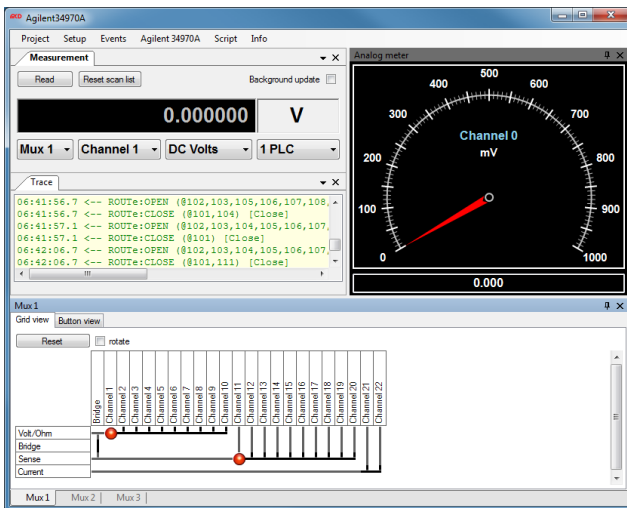 Agilent34970A
Project Setup Events Agilent 34970A Script Info
Measurement
Read Reset scan list Background update
0.000000 V
Mux 1 Channel 1 DC Volts 1 PLC
Trace
06:41:56.7 <-- ROUTe:OPEN (@102,103,105,106,107,108,
06:41:56.7 <-- ROUTe:CLOSE (@101,104) [Close]
06:41:57.1 <-- ROUTe:OPEN (@102,103,104,105,106,107,
06:41:57.1 <-- ROUTe:CLOSE (@101) [Close]
06:42:06.7 <-- ROUTe:OPEN (@102,103,104,105,106,107,
06:42:06.7 <-- ROUTe:CLOSE (@101,111) [Close]
Analog meter
0
100
200
300
400
500
600
700
800
900
1000
Channel 0
mV
0.000
Mux 1
Grid view Button view
Reset rotate
Bridge
Channel 1
Channel 2
Channel 3
Channel 4
Channel 5
Channel 6
Channel 7
Channel 8
Channel 9
Channel 10
Channel 11
Channel 12
Channel 13
Channel 14
Channel 15
Channel 16
Channel 17
Channel 18
Channel 19
Channel 20
Channel 21
Channel 22
Volt/Ohm
Bridge
Sense
Current
Mux 1 Mux 2 Mux 3